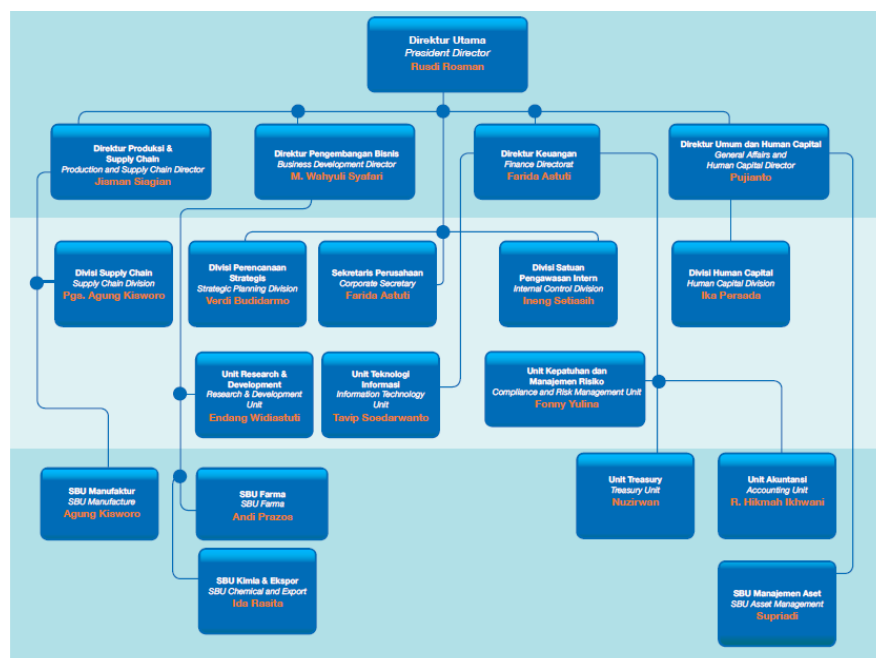 Direktur Utama
President Director
Rusdi Rosman
Direktur Produksi &
Supply Chain
Production and Supply Chain Director
Jiaman Siagian
Direktur Pengembangan Bisnis
Business Development Director
M. Wahyuli Syafari
Direktur Keuangan
Finance Directorat
Farida Astuti
Direktur Umum dan Human Capital
General Affairs and
Human Capital Director
Pujianto
Divisi Supply Chain
Supply Chain Division
Pgs. Agung Kisworo
Divisi Perencanaan
Strategis
Strategic Planning Division
Verdi Budidarmo
Sekretaris Perusahaan
Corporate Secretary
Farida Astuti
Divisi Satuan
Pengawasan Intern
Internal Control Division
Ineng Setiasih
Divisi Human Capital
Human Capital Division
Ika Persada
Unit Research &
Development
Research & Development
Unit
Endang Widiastuti
Unit Teknologi
Informasi
Information Technology
Unit
Tavip Soedarwanto
Unit Kepatuhan dan
Manajemen Risiko
Compliance and Risk Management Unit
Fonny Yulina
SBU Manufaktur
SBU Manufacture
Agung Kisworo
SBU Farma
SBU Farma
Andi Prazos
Unit Treasury
Treasury Unit
Nuzirwan
Unit Akuntansi
Accounting Unit
R. Hikmah Ikhwani
SBU Kimia & Ekspor
SBU Chemical and Export
Ida Rasita
SBU Manajemen Aset
SBU Asset Management
Supriadi